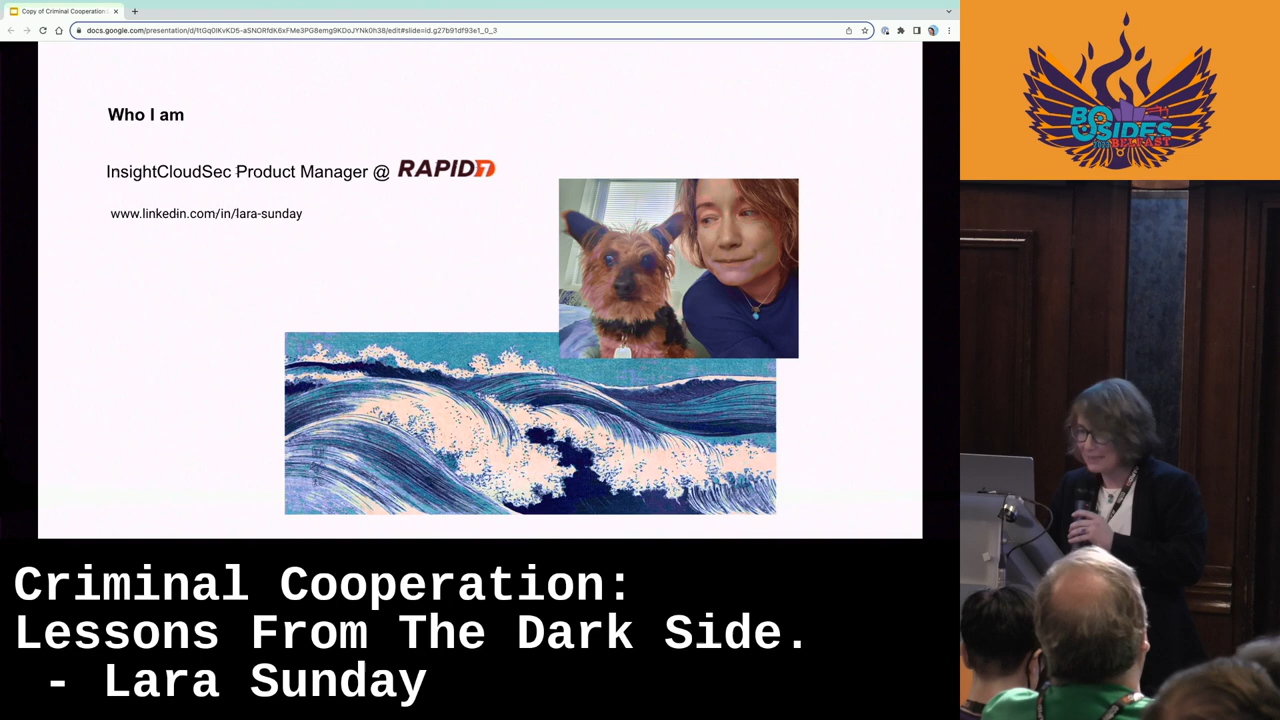 Copy of Criminal Cooperation
docs.google.com/presentation/d/1tGq0IKvKD5-aSNORfdK6xFMe3PG8emg9KDoJYNk0h38/edit#slide=id.g27b91df93e1_0_3
Who I am
InsightCloudSec Product Manager @ RAPID7
www.linkedin.com/in/lara-sunday
BSIDES
BELFAST
Criminal Cooperation:
Lessons From The Dark Side.
- Lara Sunday